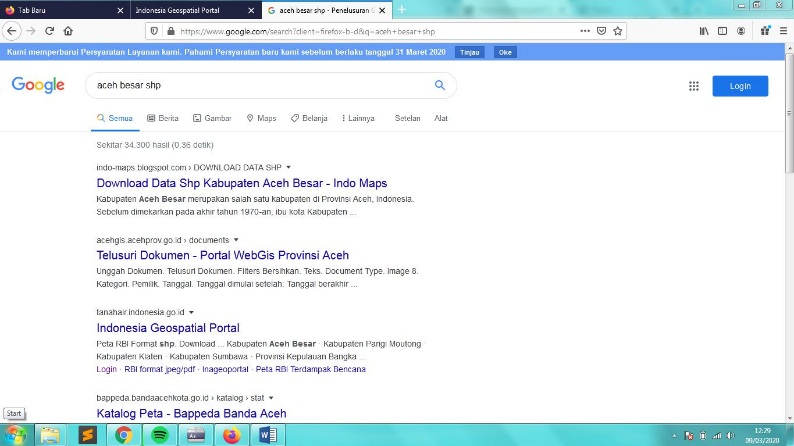 Tab Baru
Indonesia Geospatial Portal
aceh besar shp - Penelusuran G
https://www.google.com/search?client=firefox-b-d&q=aceh+besar+shp
Kami memperbarui Persyaratan Layanan kami. Pahami Persyaratan baru kami sebelum berlaku tanggal 31 Maret 2020
Tinjau
Oke
Google
aceh besar shp
Login
Semua
Berita
Gambar
Maps
Belanja
Lainnya
Setelan
Alat
Sekitar 34.300 hasil (0,36 detik)
indo-maps.blogspot.com › DOWNLOAD DATA SHP
Download Data Shp Kabupaten Aceh Besar - Indo Maps
Kabupaten Aceh Besar merupakan salah satu kabupaten di Provinsi Aceh, Indonesia.
Sebelum dimekarkan pada akhir tahun 1970-an, ibu kota Kabupaten ...
acehgis.acehprov.go.id › documents
Telusuri Dokumen - Portal WebGis Provinsi Aceh
Unggah Dokumen. Telusuri Dokumen. Filters Bersihkan. Teks. Document Type. Image 8.
Kategori. Pemilik. Tanggal. Tanggal dimulai setelah: Tanggal berakhir ...
tanahair.indonesia.go.id
Indonesia Geospatial Portal
Peta RBI Format shp. Download ... Kabupaten Aceh Besar · Kabupaten Parigi Moutong ·
Kabupaten Klaten · Kabupaten Sumbawa · Provinsi Kepulauan Bangka ...
Login · RBI format jpeg/pdf · Inageoportal · Peta RBI Terdampak Bencana
bappeda.bandaacehkota.go.id › katalog › stat
Katalog Peta - Bappeda Banda Aceh
Start
12:29
09/03/2020